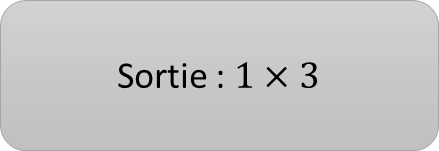 Sortie : 1 × 3